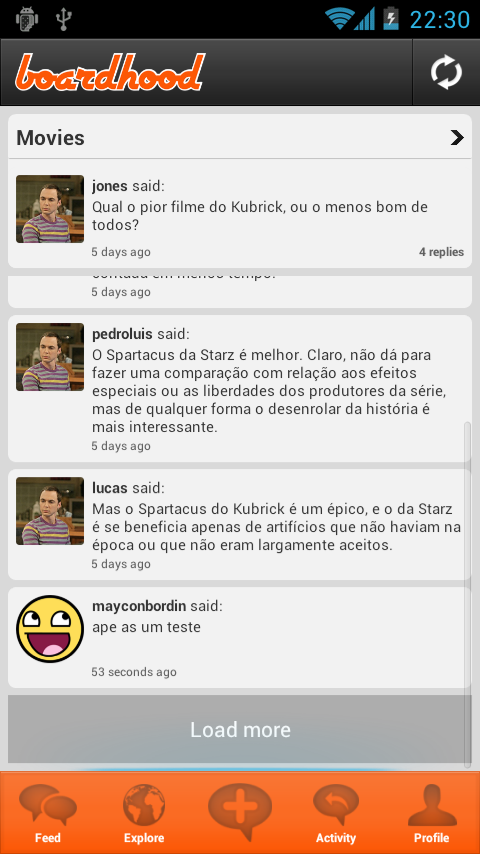 22:30
boardhood
Movies
jones said:
Qual o pior filme do Kubrick, ou o menos bom de
todos?
5 days ago
4 replies
contada em menos tempo.
5 days ago
pedroluis said:
O Spartacus da Starz é melhor. Claro, não dá para
fazer uma comparação com relação aos efeitos
especiais ou as liberdades dos produtores da série,
mas de qualquer forma o desenrolar da história é
mais interessante.
5 days ago
lucas said:
Mas o Spartacus do Kubrick é um épico, e o da Starz
é se beneficia apenas de artifícios que não haviam na
época ou que não eram largamente aceitos.
5 days ago
mayconbordin said:
ape as um teste
53 seconds ago
Load more
Feed
Explore
Activity
Profile